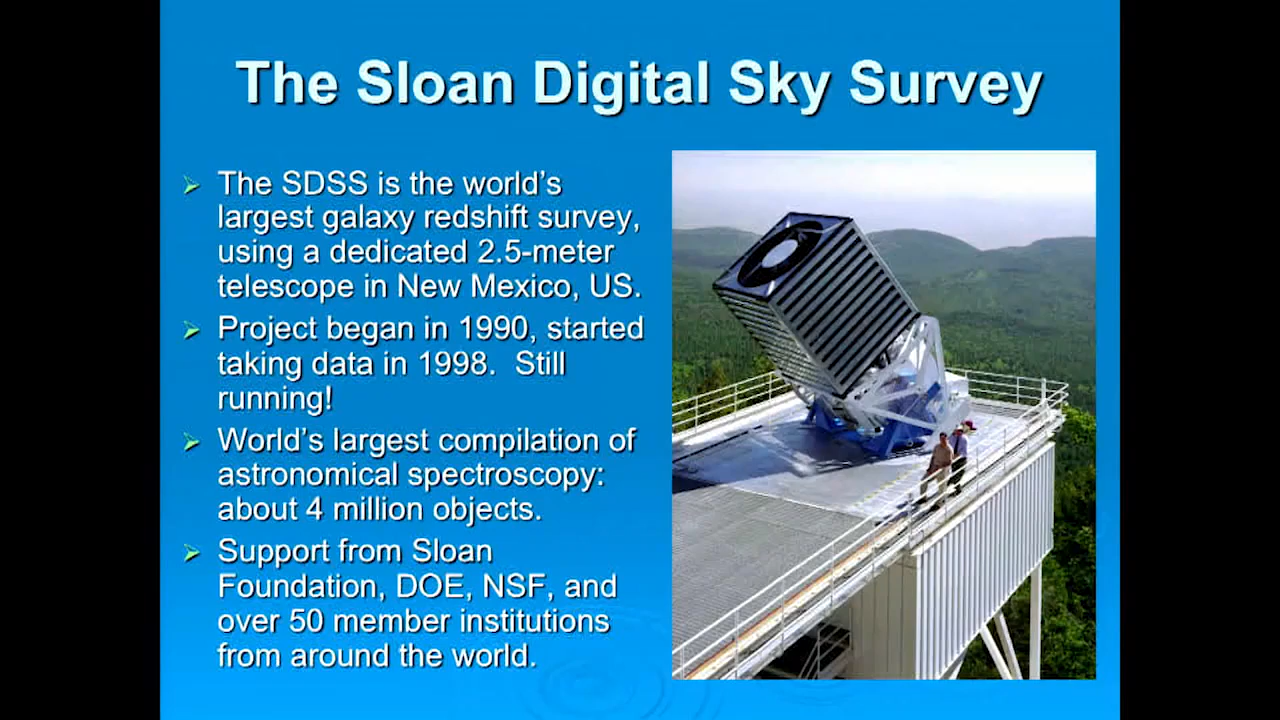 The Sloan Digital Sky Survey
The SDSS is the world's
largest galaxy redshift survey,
using a dedicated 2.5-meter
telescope in New Mexico, US.
Project began in 1990, started
taking data in 1998.  Still
running!
World's largest compilation of
astronomical spectroscopy:
about 4 million objects.
Support from Sloan
Foundation, DOE, NSF, and
over 50 member institutions
from around the world.